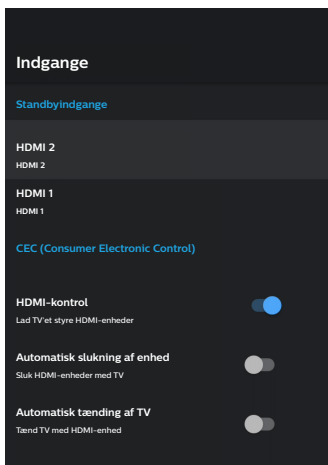 Indgange
Standbyindgange
HDMI 2
HDMI 2
HDMI 1
HDMI 1
CEC (Consumer Electronic Control)
HDMI-kontrol
Lad TV'et styre HDMI-enheder
Automatisk slukning af enhed
Sluk HDMI-enheder med TV
Automatisk tænding af TV
Tænd TV med HDMI-enhed